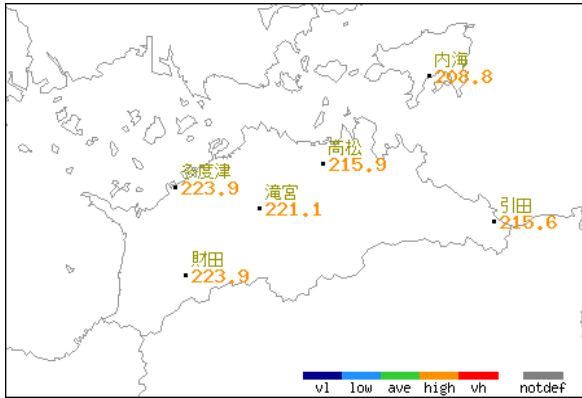 内海
208.8
高松
215.9
多度津
223.9
滝宮
221.1
引田
215.6
財田
223.9
vl low ave high vh notdef